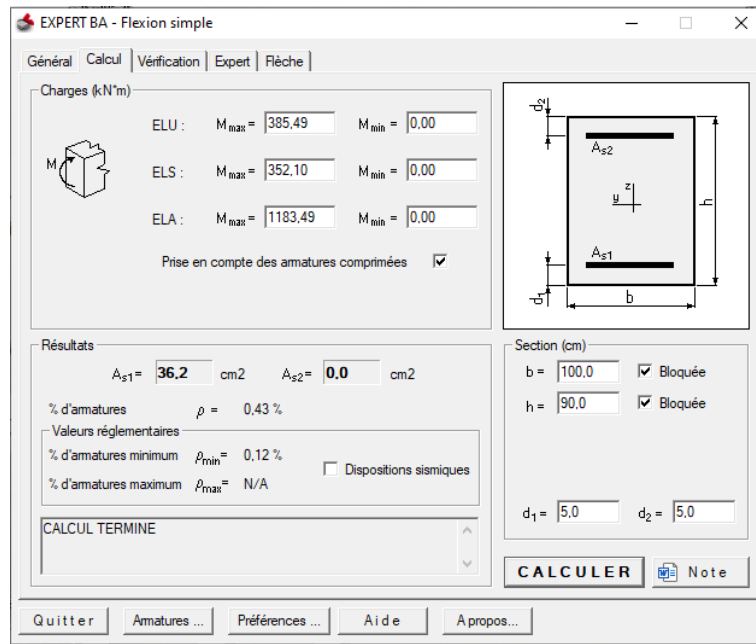 EXPERT BA - Flexion simple
Général Calcul Vérification Expert Flèche
Charges (kN*m)
ELU : Mmax= 385,49 Mmin = 0,00
ELS : Mmax= 352,10 Mmin = 0,00
ELA : Mmax= 1183,49 Mmin = 0,00
M
Prise en compte des armatures comprimées
d2
As2
z
y
h
As1
d1
b
Résultats
As1= 36,2 cm2 As2= 0,0 cm2
% d'armatures ρ = 0,43 %
Valeurs réglementaires
% d'armatures minimum ρmin= 0,12 %
% d'armatures maximum ρmax= N/A
Dispositions sismiques
CALCUL TERMINE
Section (cm)
b = 100,0 Bloquée
h = 90,0 Bloquée
d1 = 5,0 d2 = 5,0
CALCULER Note
Quitter Armatures ... Préférences ... Aide A propos...